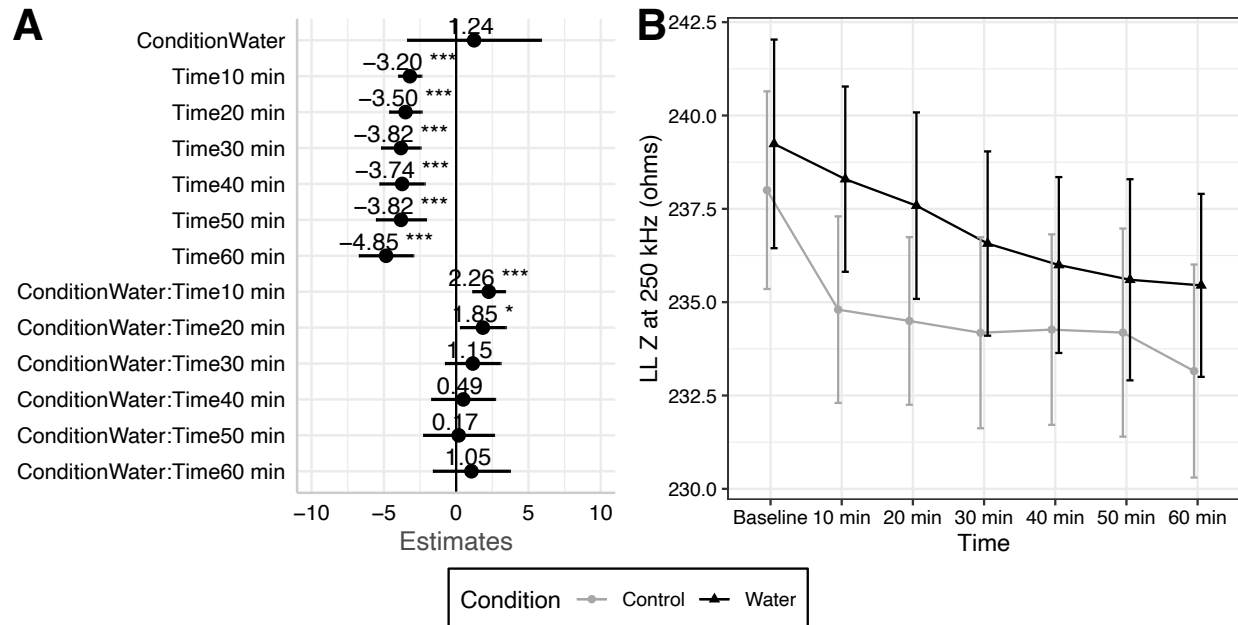 A
ConditionWater 1.24
Time10 min −3.20 ***
Time20 min −3.50 ***
Time30 min −3.82 ***
Time40 min −3.74 ***
Time50 min −3.82 ***
Time60 min −4.85 ***
ConditionWater:Time10 min 2.26 ***
ConditionWater:Time20 min 1.85 *
ConditionWater:Time30 min 1.15
ConditionWater:Time40 min 0.49
ConditionWater:Time50 min 0.17
ConditionWater:Time60 min 1.05
−10 −5 0 5 10
Estimates
B
LL Z at 250 kHz (ohms)
242.5
240.0
237.5
235.0
232.5
230.0
Baseline 10 min 20 min 30 min 40 min 50 min 60 min
Time
Condition Control Water